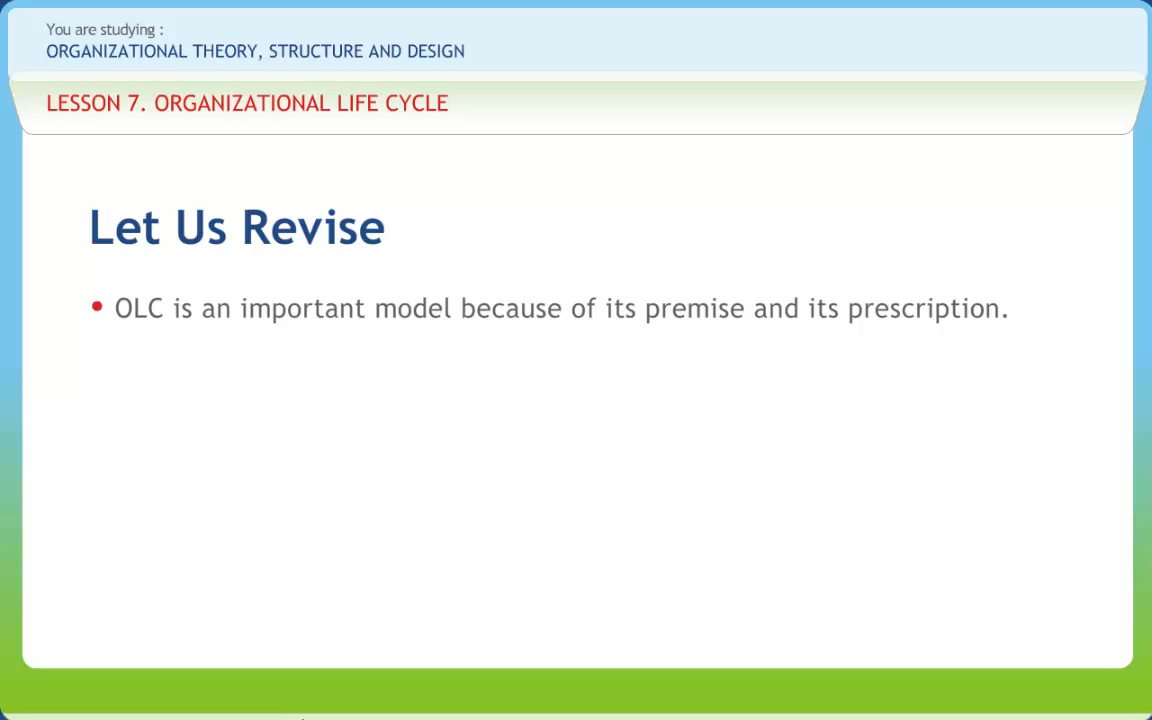 You are studying :
ORGANIZATIONAL THEORY, STRUCTURE AND DESIGN
LESSON 7. ORGANIZATIONAL LIFE CYCLE
Let Us Revise
• OLC is an important model because of its premise and its prescription.